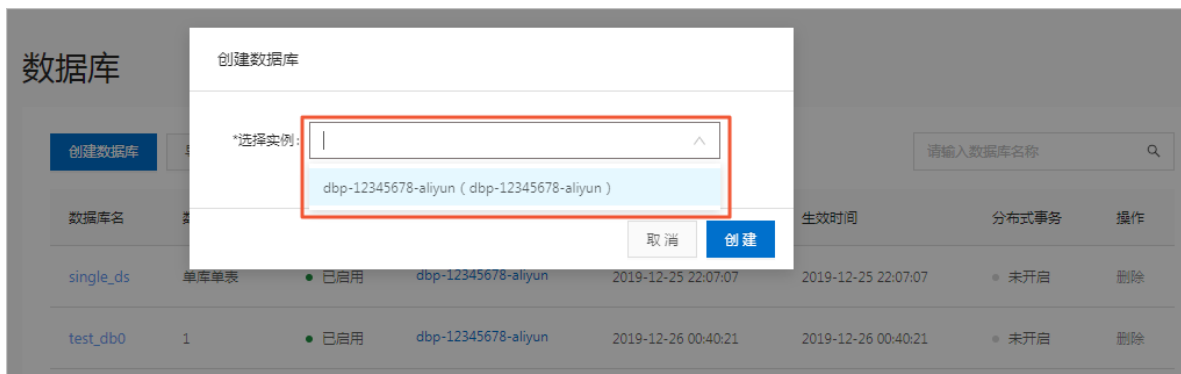 创建数据库
数据库
*选择实例:
创建数据库
请输入数据库名称
dbp-12345678-aliyun ( dbp-12345678-aliyun )
数据库名 生效时间 分布式事务 操作
取消 创建
single_ds 单库单表 已启用 dbp-12345678-aliyun 2019-12-25 22:07:07 2019-12-25 22:07:07 未开启 删除
test_db0 1 已启用 dbp-12345678-aliyun 2019-12-26 00:40:21 2019-12-26 00:40:21 未开启 删除